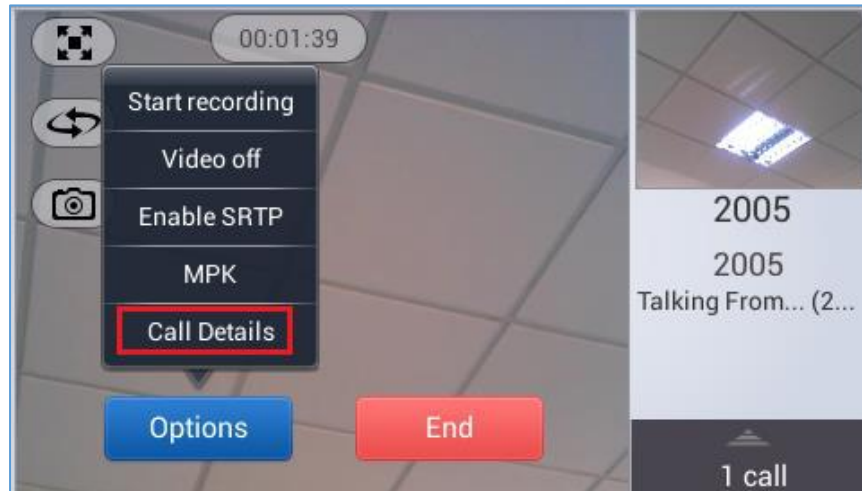 00:01:39
Start recording
Video off
Enable SRTP
MPK
Call Details
Options
End
2005
2005
Talking From... (2...
1 call